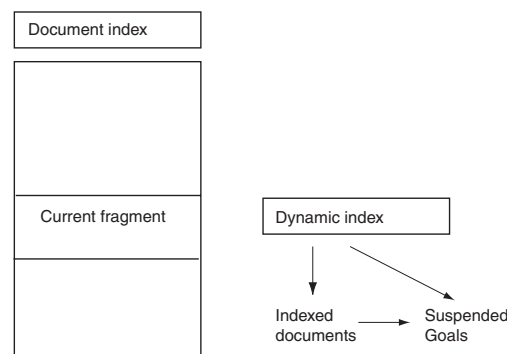 Document index
Current fragment
Dynamic index
Indexed
documents
Suspended
Goals